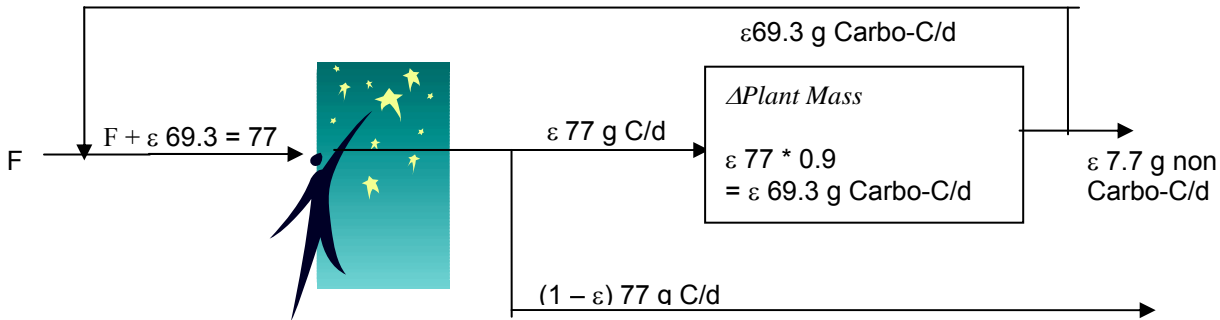 ε69.3 g Carbo-C/d
ΔPlant Mass
F + ε 69.3 = 77
ε 77 g C/d
F
ε 77 * 0.9
= ε 69.3 g Carbo-C/d
ε 7.7 g non
Carbo-C/d
(1 – ε) 77 g C/d